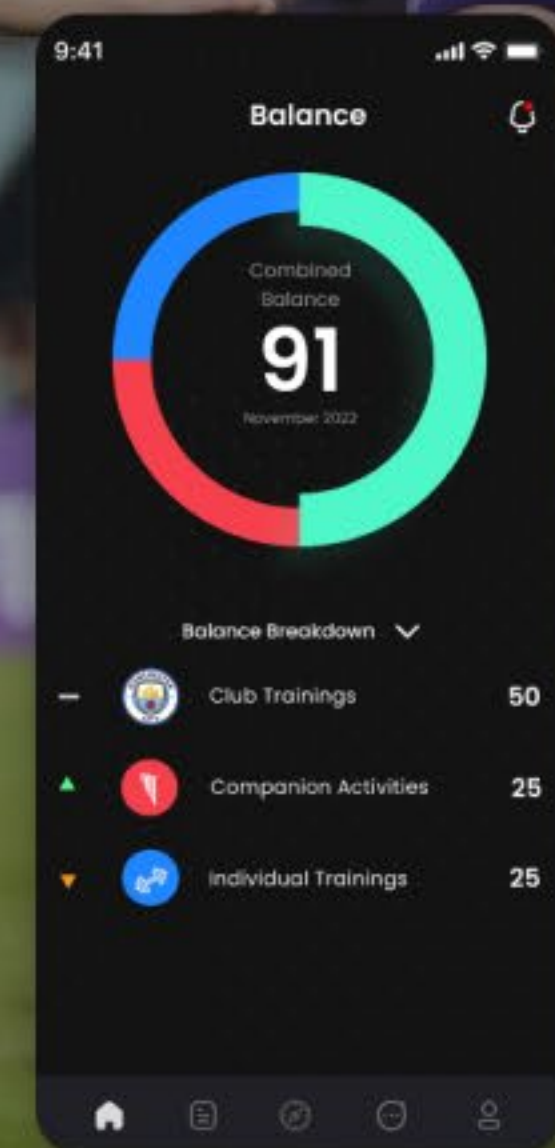 9:41
Balance
Combined
Balance
91
November 2022
Balance Breakdown
Club Trainings 50
Companion Activities 25
Individual Trainings 25